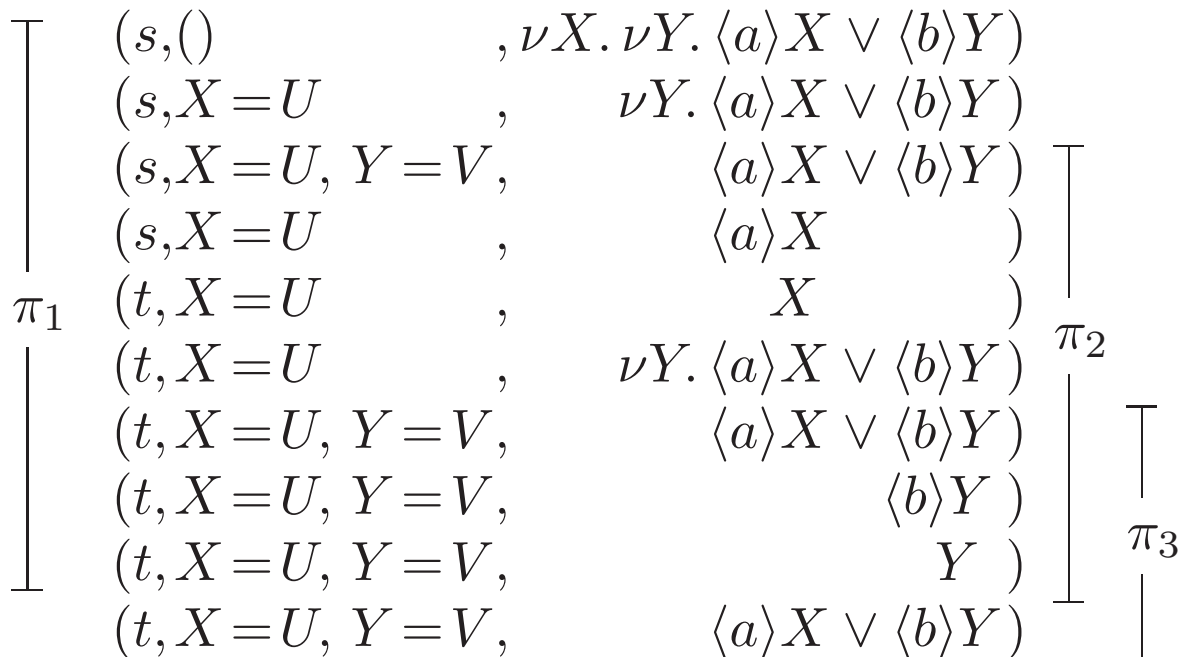 (s,() , νX. νY. ⟨a⟩X ∨ ⟨b⟩Y )
(s,X = U , νY. ⟨a⟩X ∨ ⟨b⟩Y )
(s,X = U, Y = V, ⟨a⟩X ∨ ⟨b⟩Y )
(s,X = U , ⟨a⟩X )
(t, X = U , X )
π₁
π₂
(t, X = U , νY. ⟨a⟩X ∨ ⟨b⟩Y )
(t, X = U, Y = V, ⟨a⟩X ∨ ⟨b⟩Y )
(t, X = U, Y = V, ⟨b⟩Y )
π₃
(t, X = U, Y = V, Y )
(t, X = U, Y = V, ⟨a⟩X ∨ ⟨b⟩Y )